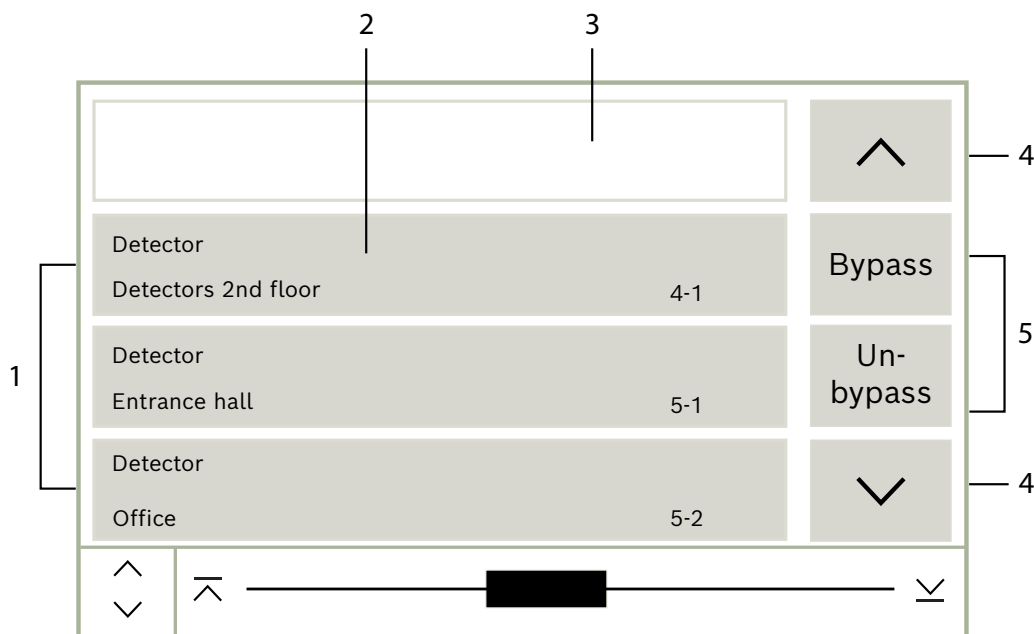 2
3
4
Detector
Detectors 2nd floor 4-1
Bypass
5
1
Detector
Entrance hall 5-1
Un-
bypass
Detector
Office 5-2
4